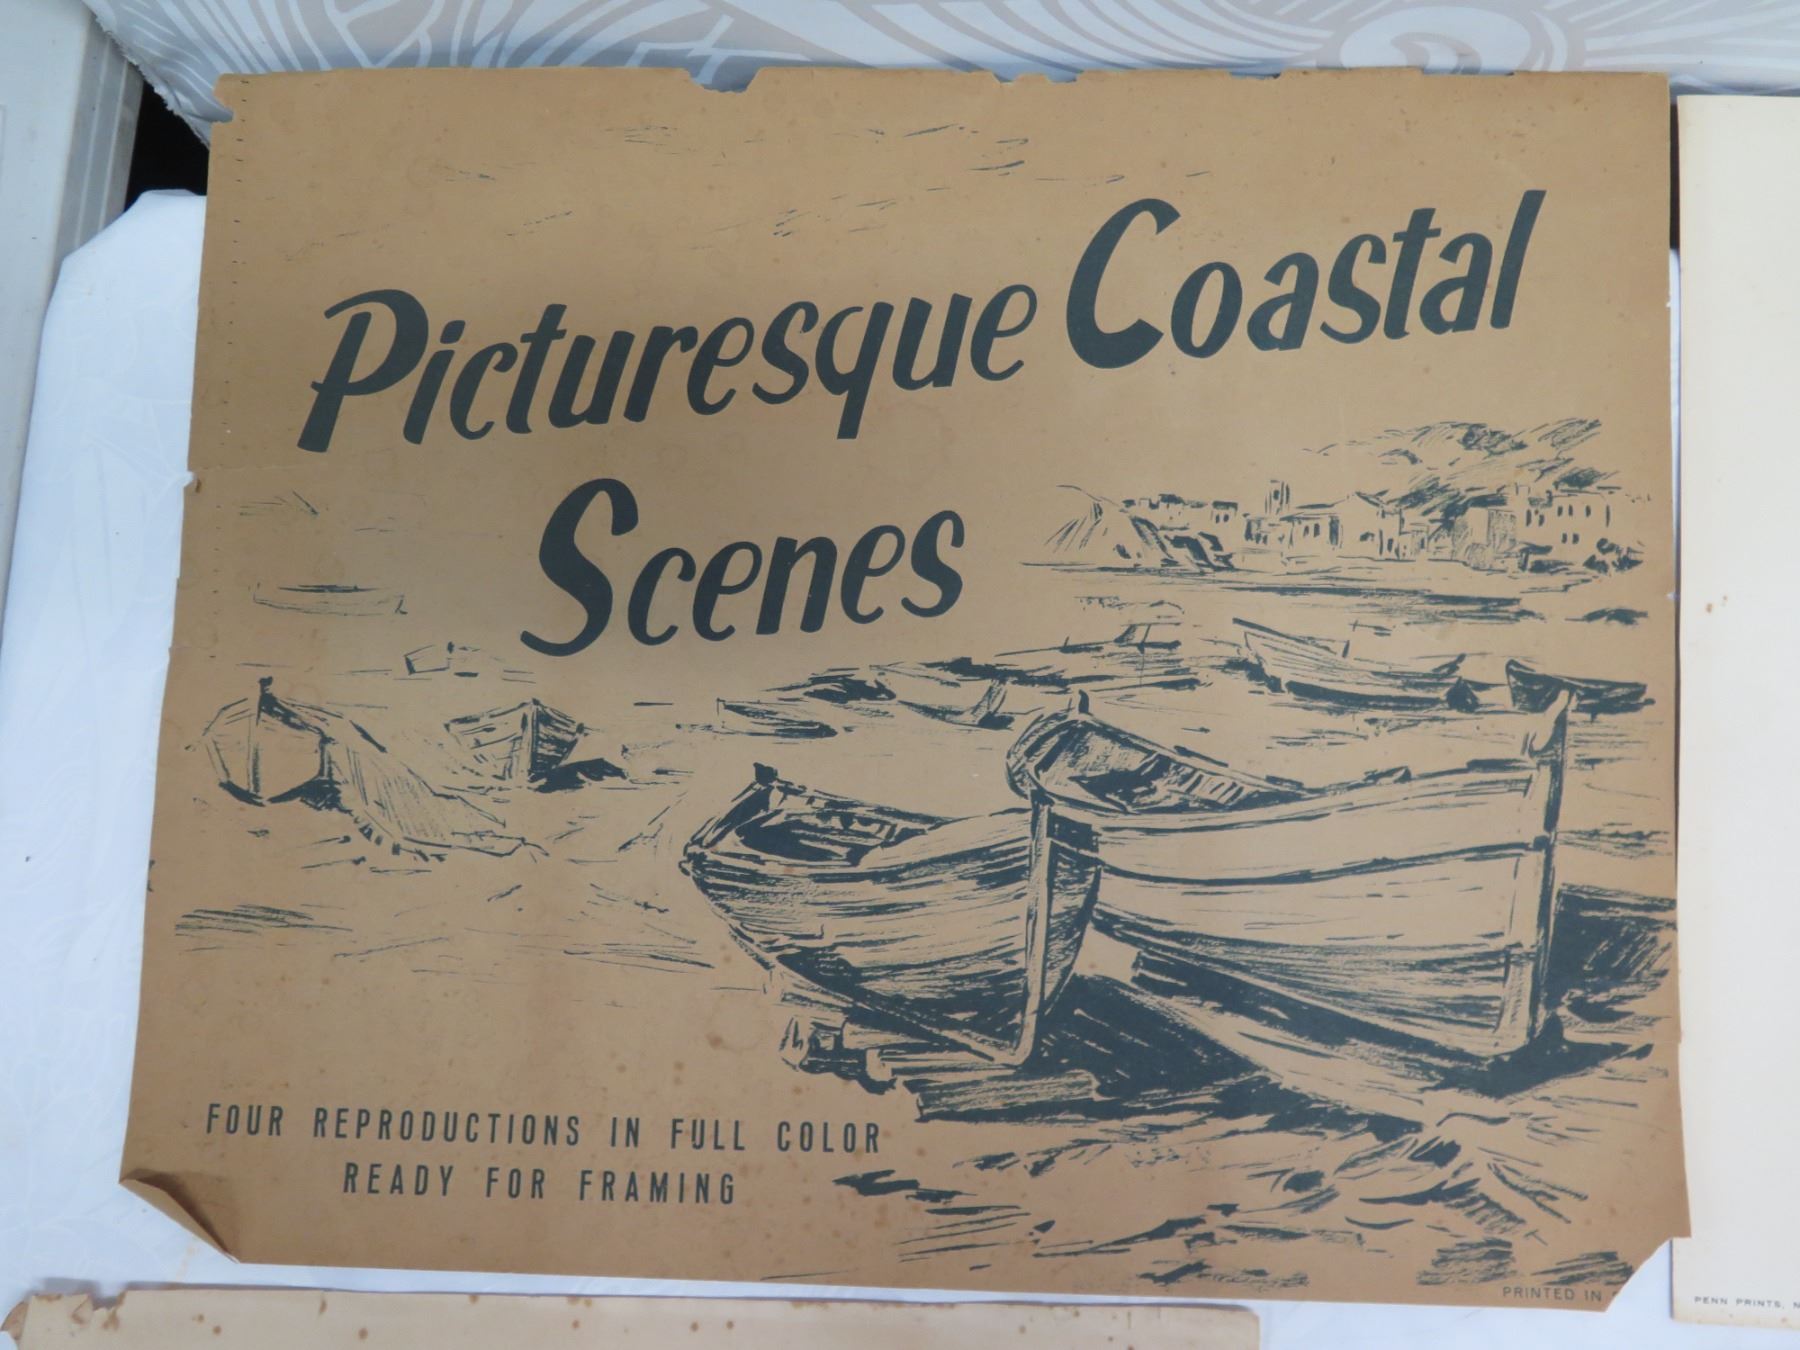 Picturesque Coastal
Scenes
FOUR REPRODUCTIONS IN FULL COLOR
READY FOR FRAMING
PRINTED IN
PENN PRINTS,